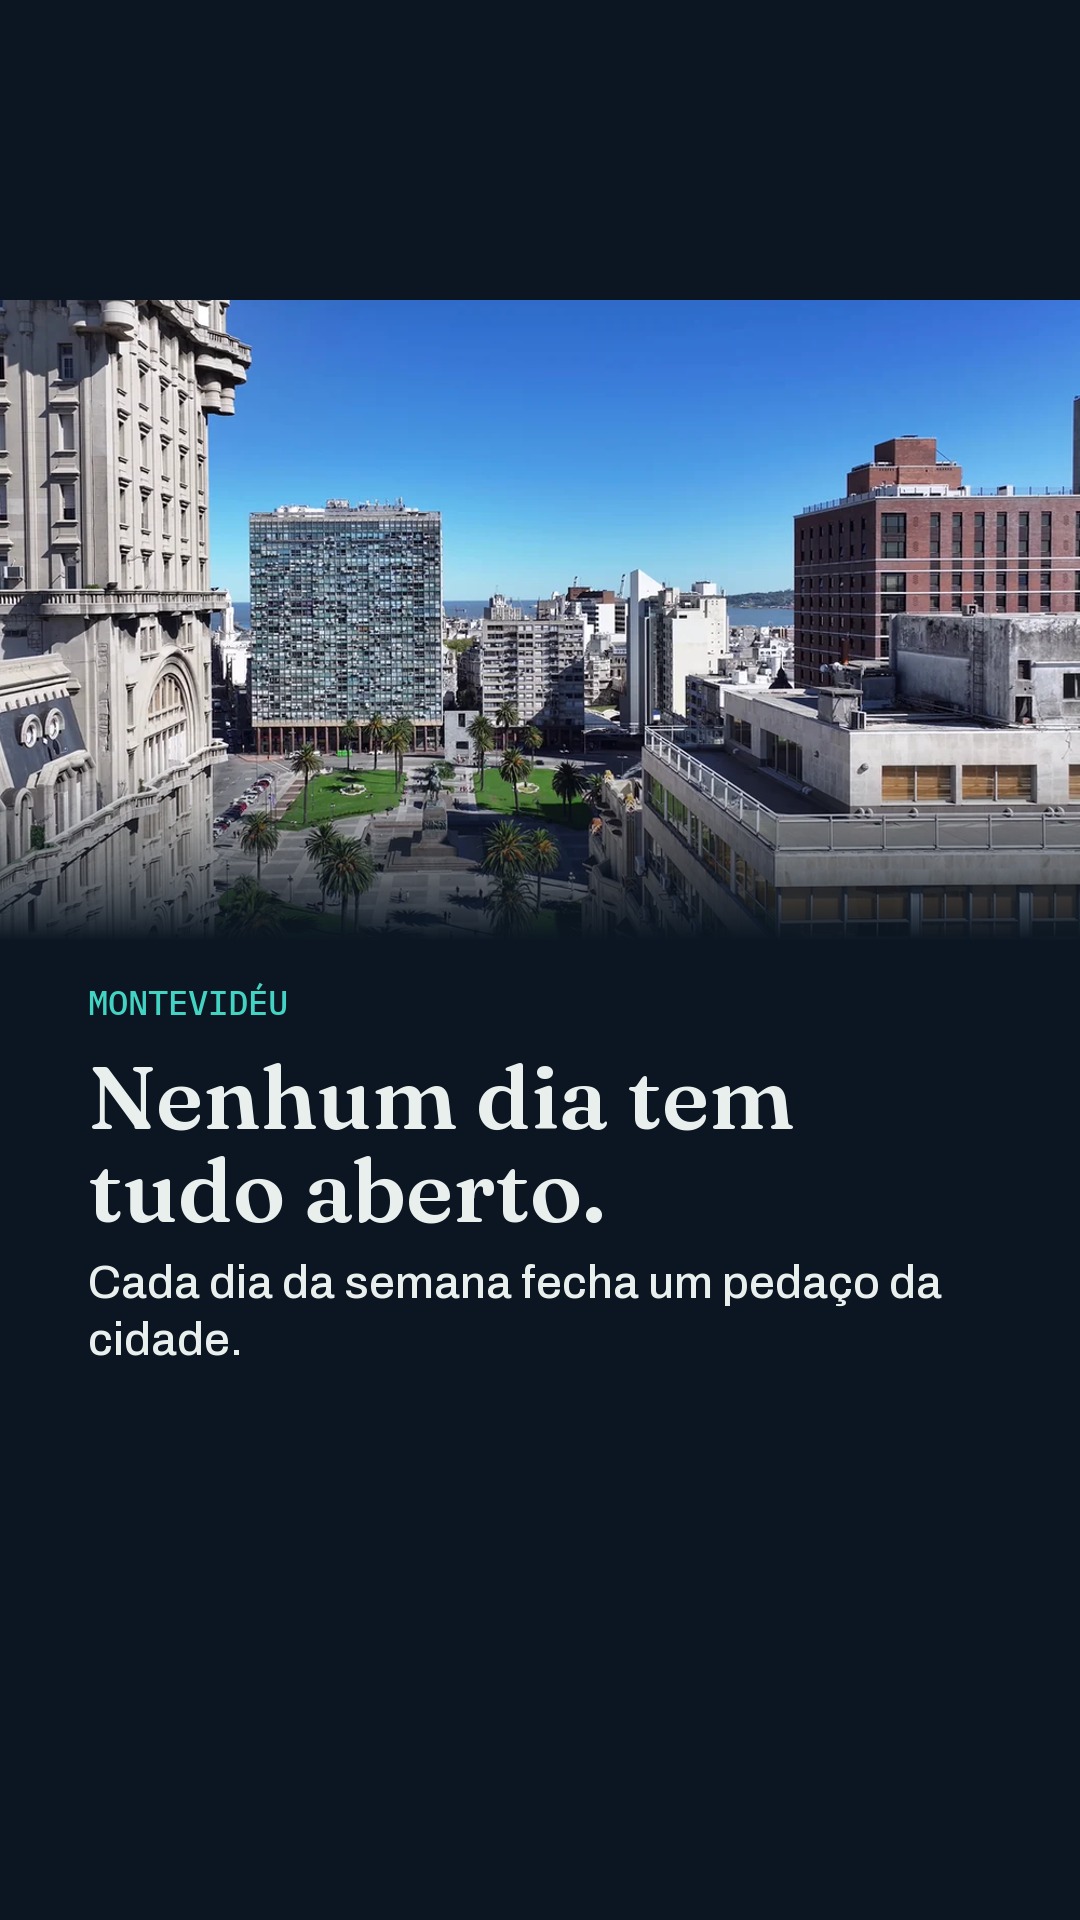 MONTEVIDÉU
Nenhum dia tem
tudo aberto.
Cada dia da semana fecha um pedaço da
cidade.